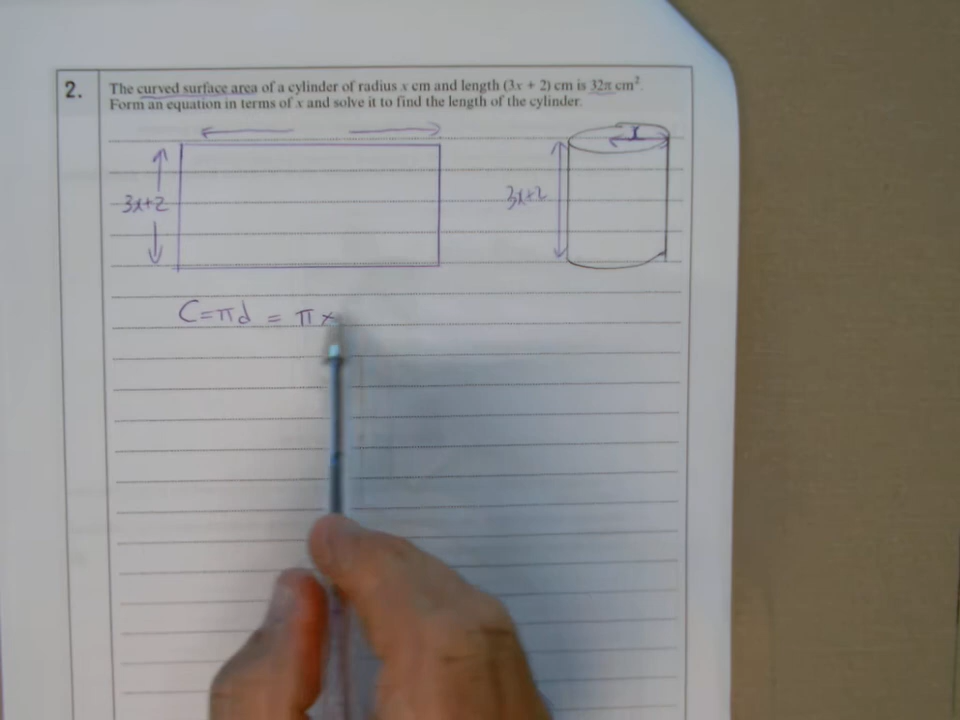 2.
The curved surface area of a cylinder of radius x cm and length (3x + 2) cm is 32π cm².
Form an equation in terms of x and solve it to find the length of the cylinder.
x
3x+2
3x+2
C=πd = πx